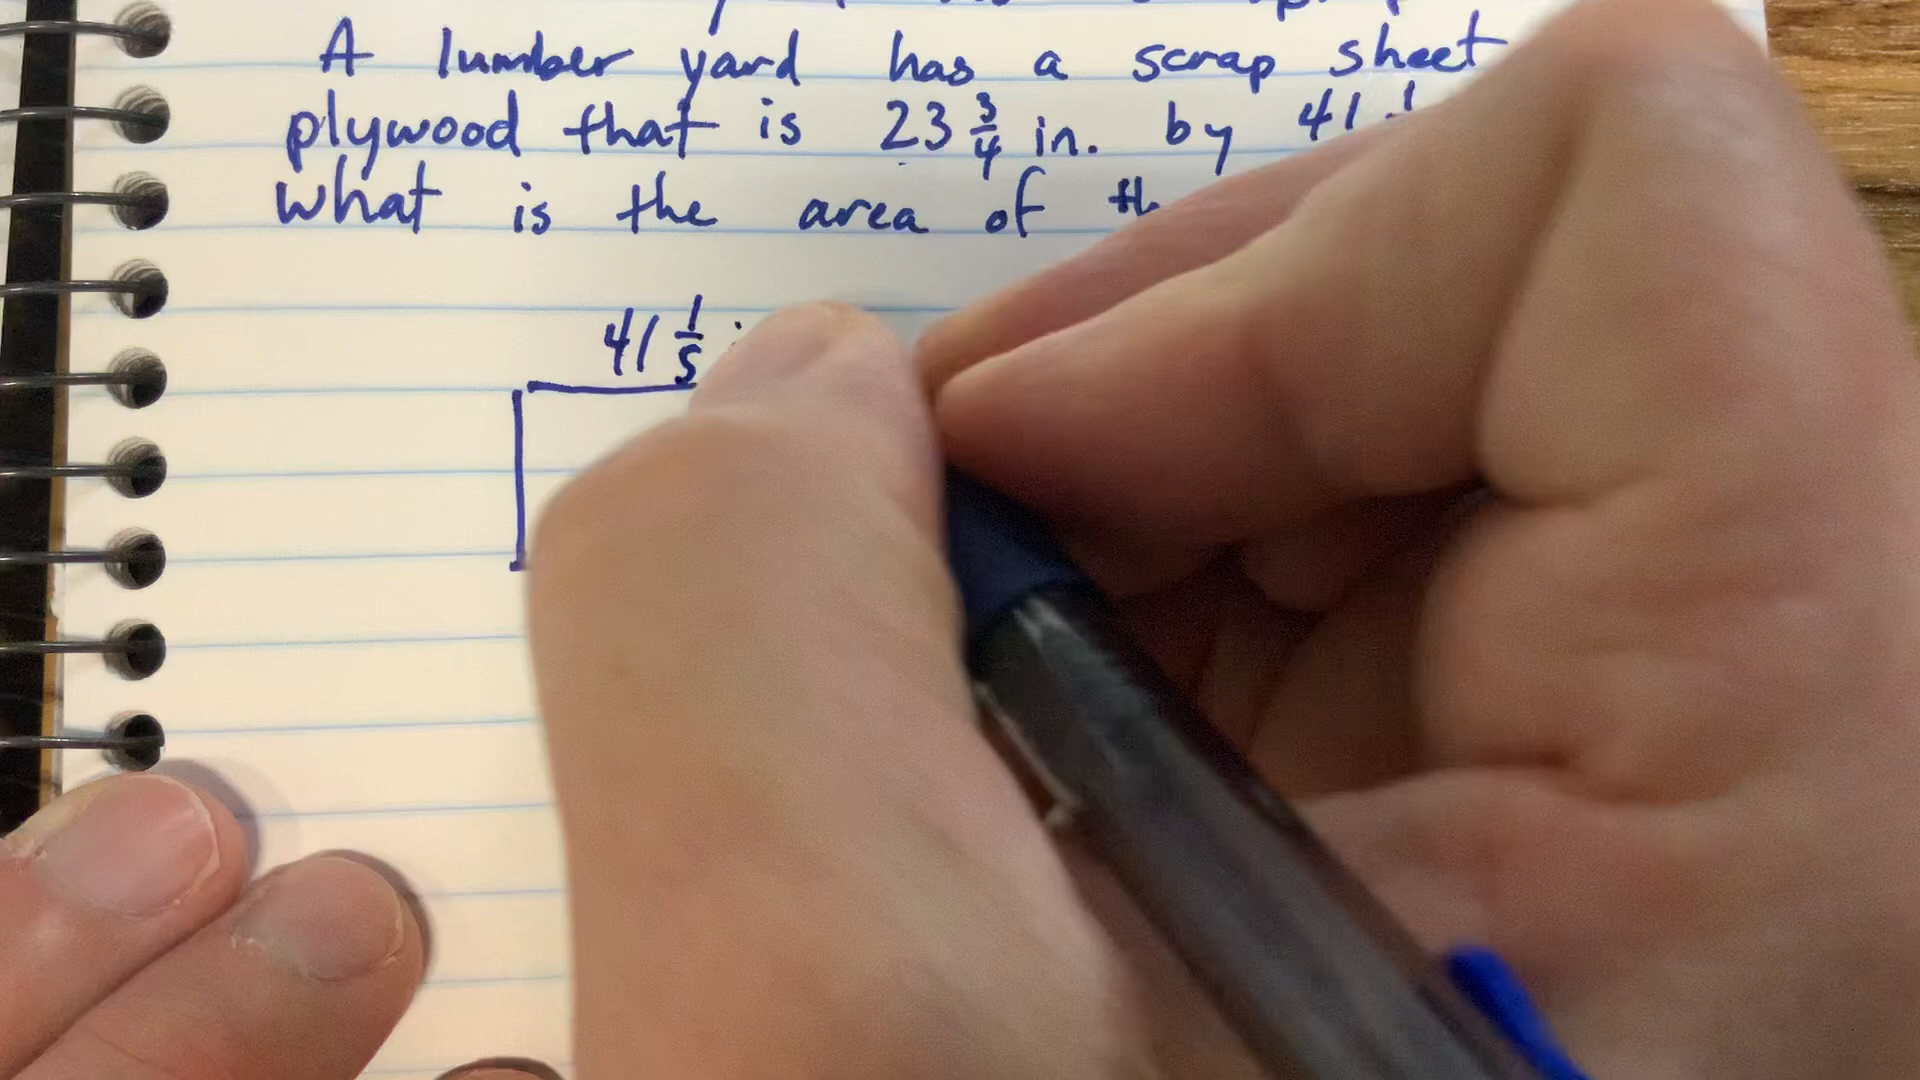 A lumber yard has a scrap sheet
plywood that is 23 3/4 in. by 41
what is the area of
41 1/5